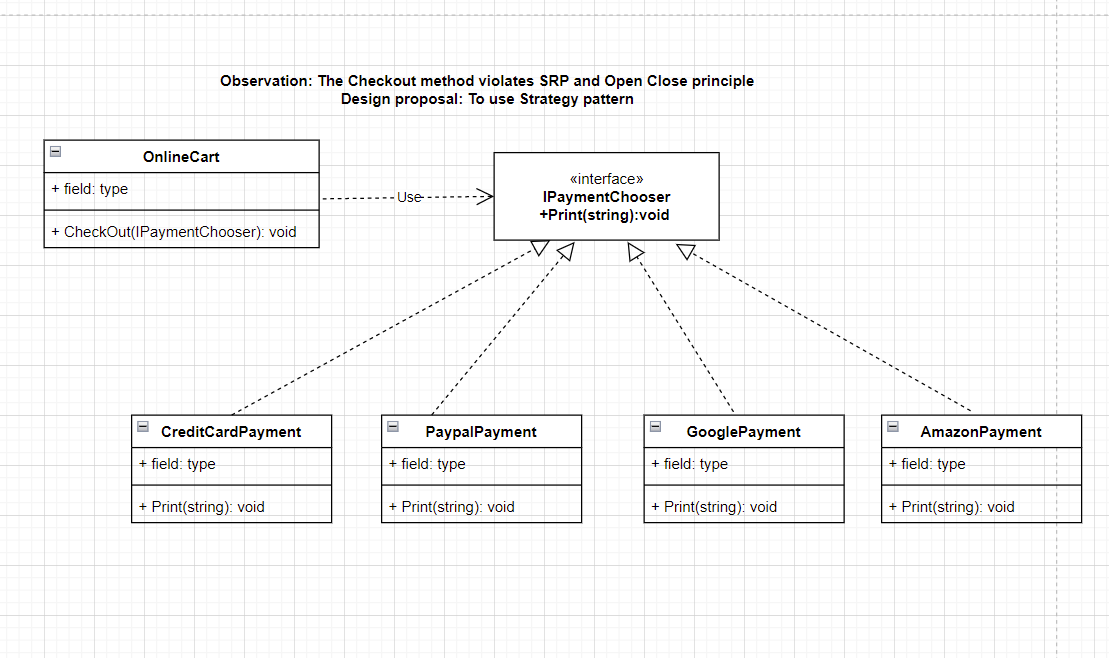 Observation: The Checkout method violates SRP and Open Close principle
Design proposal: To use Strategy pattern
OnlineCart
+ field: type
+ CheckOut(IPaymentChooser): void
Use
«interface»
IPaymentChooser
+Print(string):void
CreditCardPayment
+ field: type
+ Print(string): void
PaypalPayment
+ field: type
+ Print(string): void
GooglePayment
+ field: type
+ Print(string): void
AmazonPayment
+ field: type
+ Print(string): void